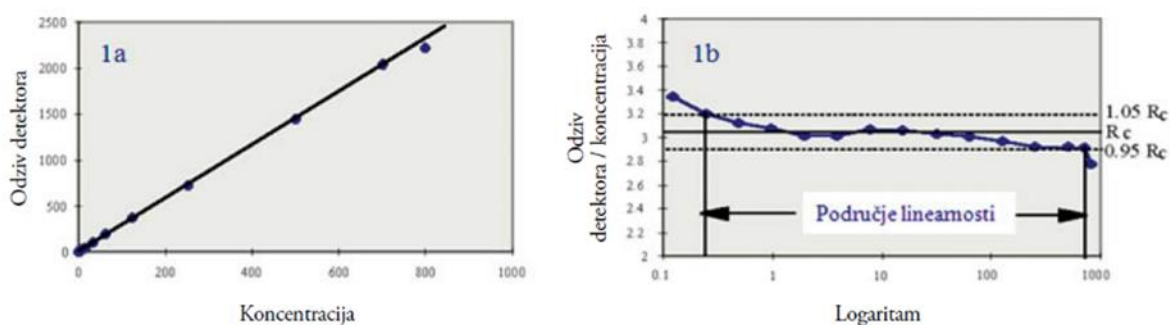 1a
Odziv detektora
2500
2000
1500
1000
500
0
0 200 400 600 800 1000
Koncentracija
1b
Odziv
detektora / koncentracija
4
3.8
3.6
3.4
3.2
3
2.8
2.6
2.4
2 2
2
1.05 Rc
Rc
0.95 Rc
Područje linearnosti
0.1 1 10 100 1000
Logaritam